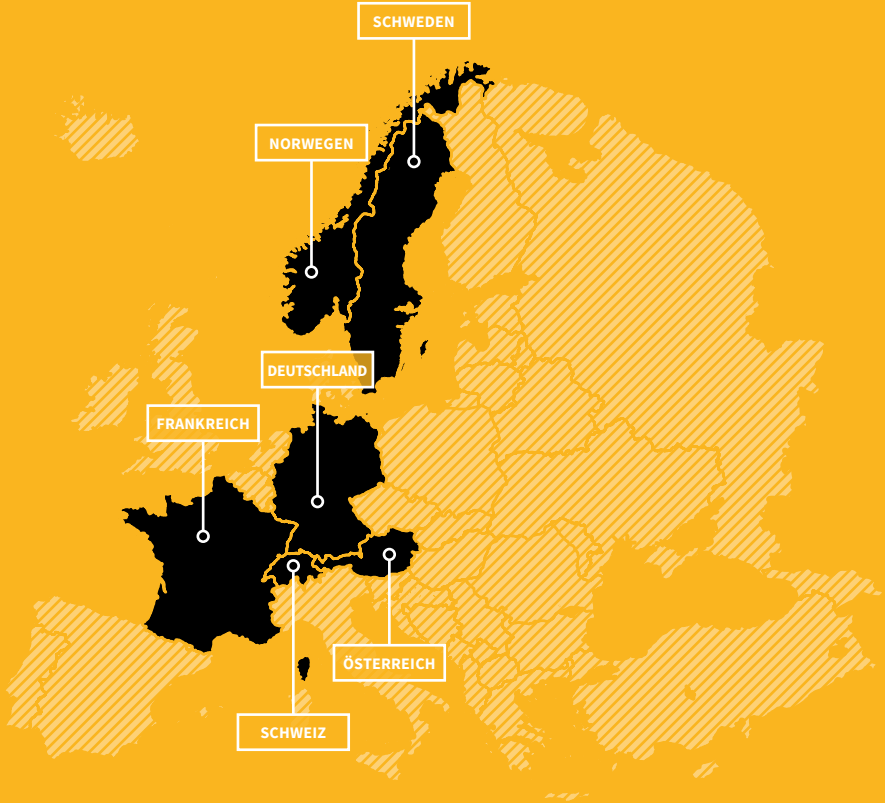 SCHWEDEN
NORWEGEN
DEUTSCHLAND
FRANKREICH
ÖSTERREICH
SCHWEIZ